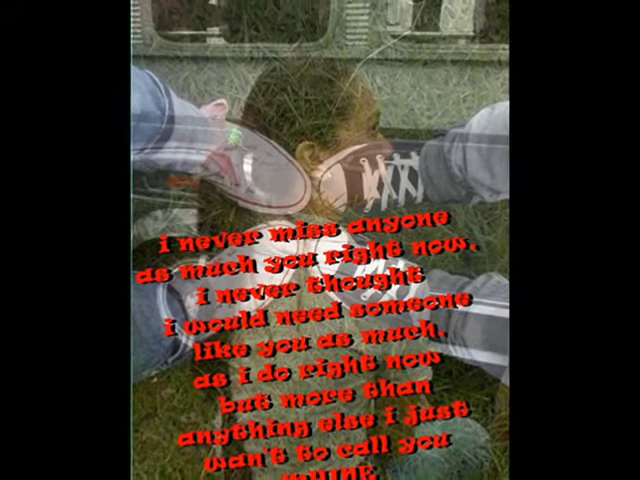 i never miss anyone
as much you right now.
i never thought
i would need someone
like you as much.
as i do right now
but more than
anything else i just
wan't to call you